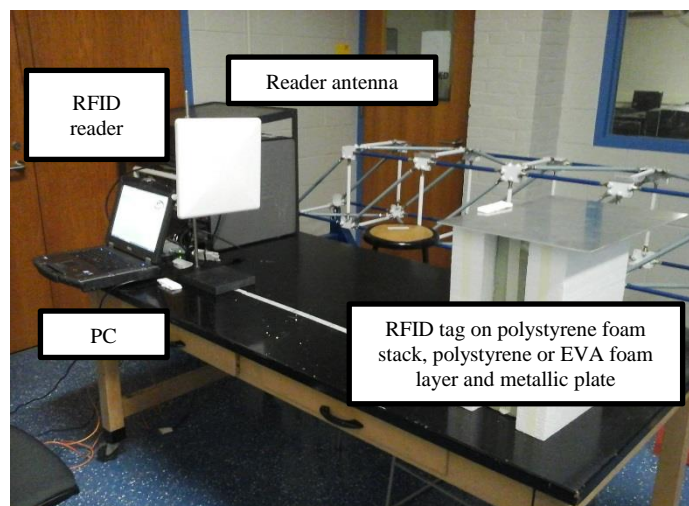 Reader antenna
RFID
reader
PC
RFID tag on polystyrene foam
stack, polystyrene or EVA foam
layer and metallic plate